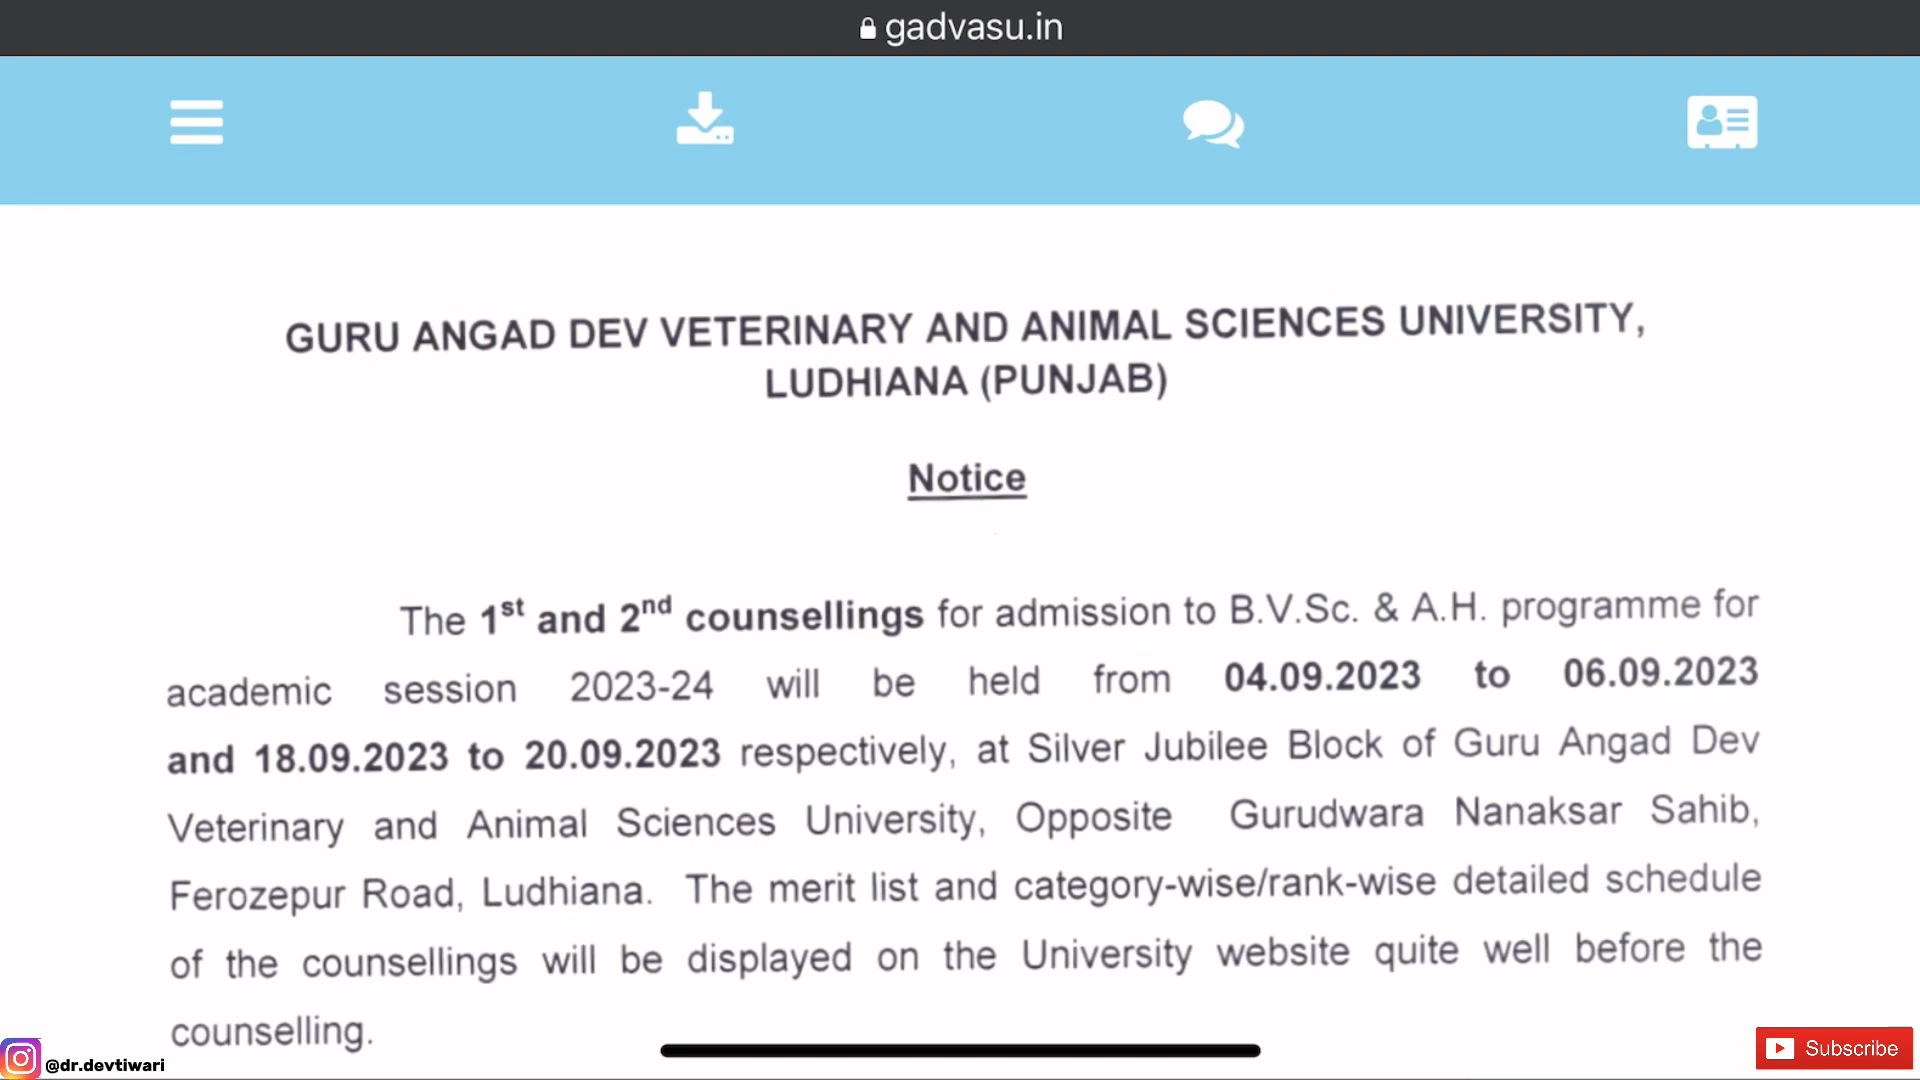 gadvasu.in
GURU ANGAD DEV VETERINARY AND ANIMAL SCIENCES UNIVERSITY,
LUDHIANA (PUNJAB)
Notice
The 1st and 2nd counsellings for admission to B.V.Sc. & A.H. programme for
academic session 2023-24 will be held from 04.09.2023 to 06.09.2023
and 18.09.2023 to 20.09.2023 respectively, at Silver Jubilee Block of Guru Angad Dev
Veterinary and Animal Sciences University, Opposite Gurudwara Nanaksar Sahib,
Ferozepur Road, Ludhiana. The merit list and category-wise/rank-wise detailed schedule
of the counsellings will be displayed on the University website quite well before the
counselling.
@dr.devtiwari
Subscribe